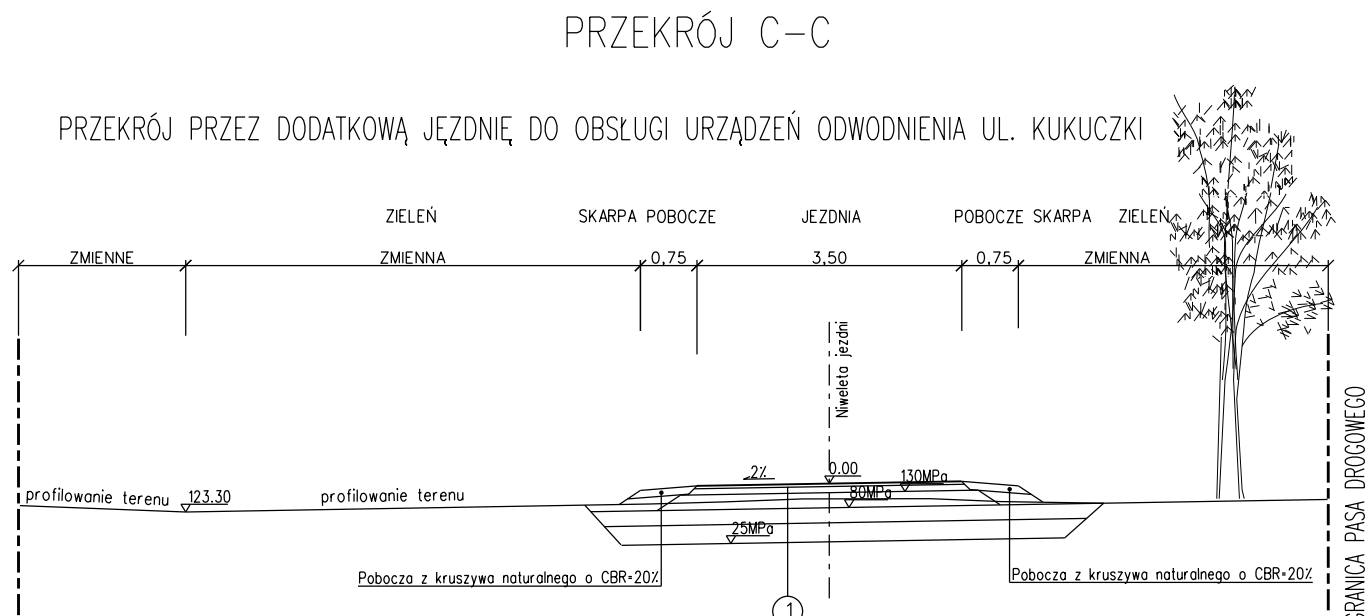 PRZEKRÓJ C-C
PRZEKRÓJ PRZEZ DODATKOWĄ JĘZDNIĘ DO OBSŁUGI URZĄDZEŃ ODWODNIENIA UL. KUKUCZKI
ZIELEŃ SKARPA POBOCZE JEZDNIA POBOCZE SKARPA ZIELEŃ
ZMIENNE ZMIENNA 0,75 3,50 0,75 ZMIENNA
Niweleta jezdni
GRANICA PASA DROGOWEGO
2% 0.00 130MPa
profilowanie terenu 123.30 profilowanie terenu 80MPa
25MPa
Pobocza z kruszywa naturalnego o CBR=20% Pobocza z kruszywa naturalnego o CBR=20%
1